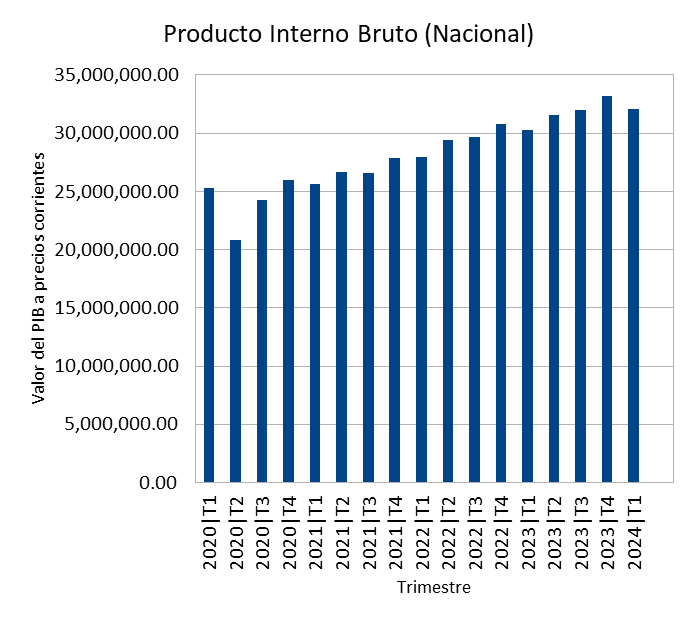 Producto Interno Bruto (Nacional)
35,000,000.00
30,000,000.00
25,000,000.00
20,000,000.00
15,000,000.00
10,000,000.00
5,000,000.00
0.00
Valor del PIB a precios corrientes
2020|T1
2020|T2
2020|T3
2020|T4
2021|T1
2021|T2
2021|T3
2021|T4
2022|T1
2022|T2
2022|T3
2022|T4
2023|T1
2023|T2
2023|T3
2023|T4
2024|T1
Trimestre